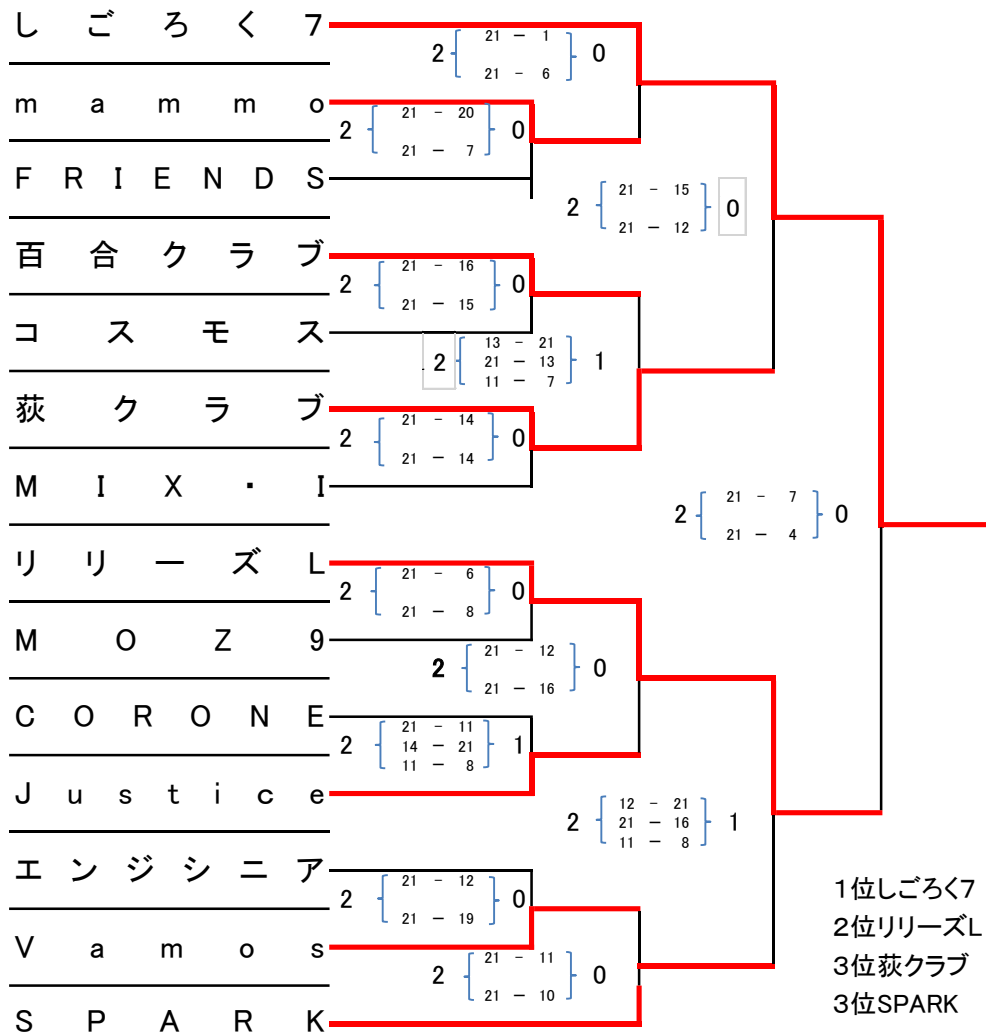 しごろく7
2 21 － 1 0
21 - 6
mammo
2 21 - 20 0
21 － 7
FRIENDS
2 21 - 15 0
21 － 12
百合クラブ
2 21 - 16 0
21 － 15
コスモス
2 13 - 21 1
21 － 13
11 － 7
荻クラブ
2 21 - 14 0
21 － 14
MIX・I
2 21 - 7 0
21 － 4
リリーズL
2 21 - 6 0
21 － 8
MOZ9
2 21 - 12 0
21 － 16
CORONE
2 21 - 11 1
14 － 21
11 － 8
Justice
2 12 - 21 1
21 － 16
11 － 8
エンジシニア
2 21 - 12 0
21 － 19
Vamos
2 21 - 11 0
21 － 10
SPARK
1位しごろく7
2位リリーズL
3位荻クラブ
3位SPARK